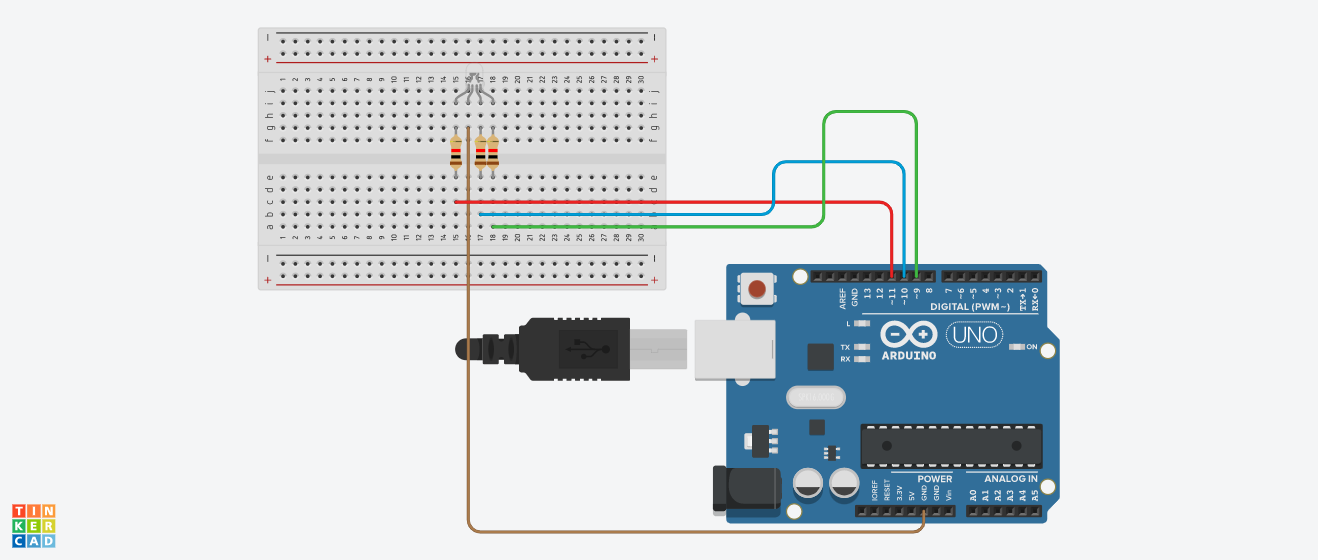 1 2 3 4 5 6 7 8 9 10 11 12 13 14 15 16 17 18 19 20 21 22 23 24 25 26 27 28 29 30
j j
i i
h h
g g
f f
e e
d d
c c
b b
a a
1 2 3 4 5 6 7 8 9 10 11 12 13 14 15 16 17 18 19 20 21 22 23 24 25 26 27 28 29 30
AREF GND 13 12 ~11 ~10 ~9 8 7 ~6 ~5 4 ~3 2 TX→1 RX←0
DIGITAL (PWM~)
L
TX
RX
UNO
ARDUINO
ON
POWER
ANALOG IN
IOREF RESET 3.3V 5V GND GND Vin A0 A1 A2 A3 A4 A5
TIN
KER
CAD